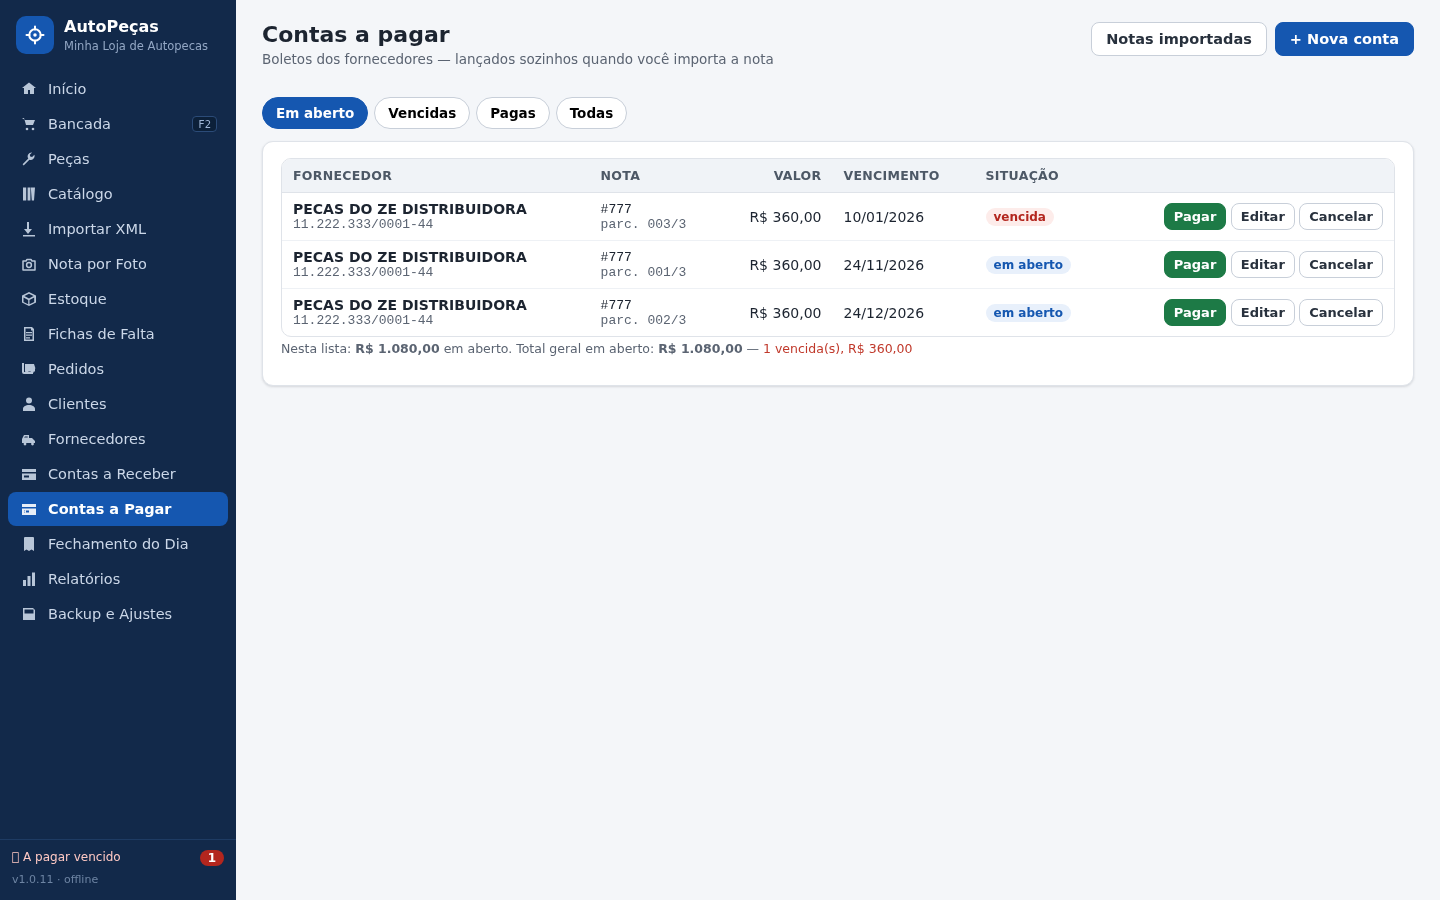 AutoPeças
Minha Loja de Autopecas
Início
Bancada F2
Peças
Catálogo
Importar XML
Nota por Foto
Estoque
Fichas de Falta
Pedidos
Clientes
Fornecedores
Contas a Receber
Contas a Pagar
Fechamento do Dia
Relatórios
Backup e Ajustes
A pagar vencido 1
v1.0.11 · offline
Contas a pagar
Boletos dos fornecedores — lançados sozinhos quando você importa a nota
Notas importadas
+ Nova conta
Em aberto Vencidas Pagas Todas
FORNECEDOR NOTA VALOR VENCIMENTO SITUAÇÃO
PECAS DO ZE DISTRIBUIDORA #777 R$ 360,00 10/01/2026 vencida Pagar Editar Cancelar
11.222.333/0001-44 parc. 003/3
PECAS DO ZE DISTRIBUIDORA #777 R$ 360,00 24/11/2026 em aberto Pagar Editar Cancelar
11.222.333/0001-44 parc. 001/3
PECAS DO ZE DISTRIBUIDORA #777 R$ 360,00 24/12/2026 em aberto Pagar Editar Cancelar
11.222.333/0001-44 parc. 002/3
Nesta lista: R$ 1.080,00 em aberto. Total geral em aberto: R$ 1.080,00 — 1 vencida(s), R$ 360,00